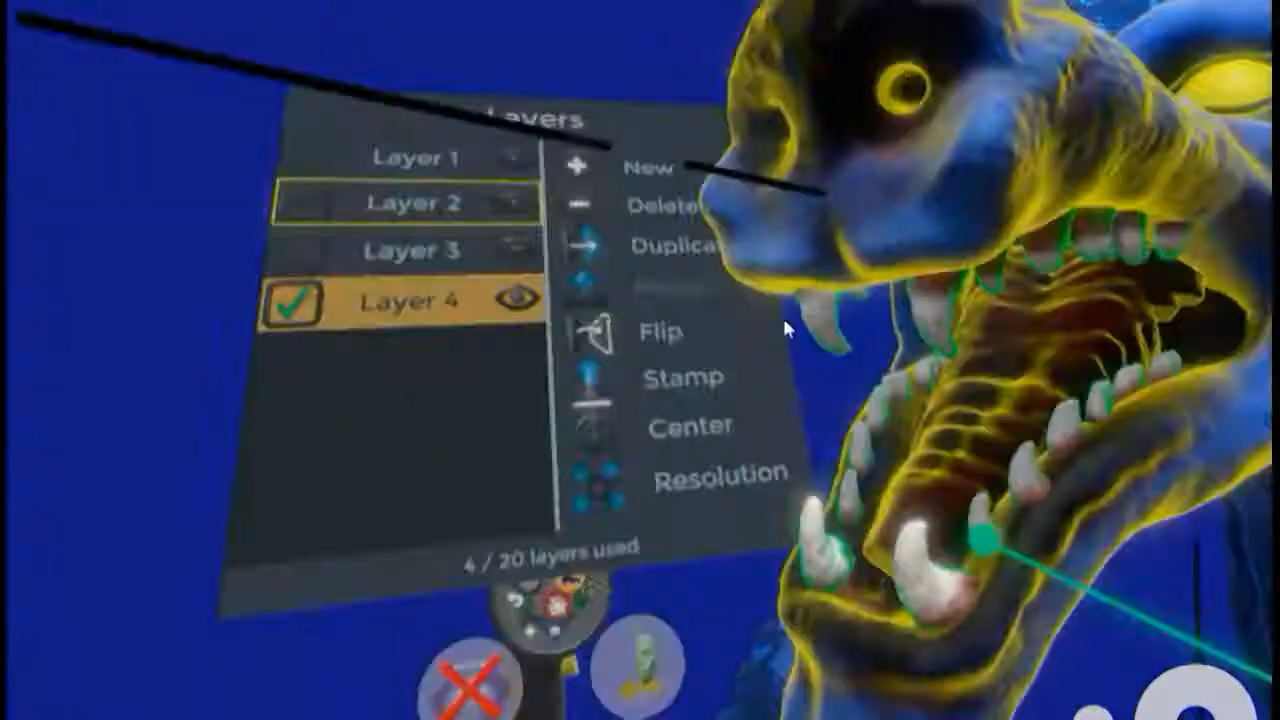 Layers
Layer 1
Layer 2
Layer 3
Layer 4
New
Delete
Duplica
Flip
Stamp
Center
Resolution
4 / 20 layers used